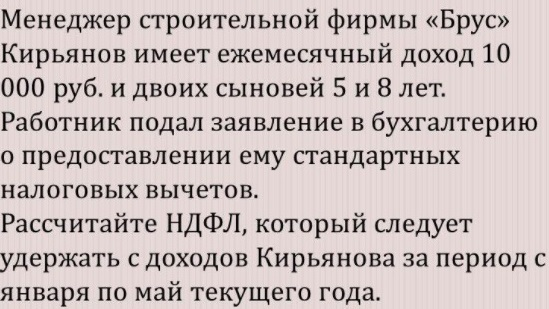 Менеджер строительной фирмы «Брус»
Кирьянов имеет ежемесячный доход 10
000 руб. и двоих сыновей 5 и 8 лет.
Работник подал заявление в бухгалтерию
о предоставлении ему стандартных
налоговых вычетов.
Рассчитайте НДФЛ, который следует
удержать с доходов Кирьянова за период с
января по май текущего года.